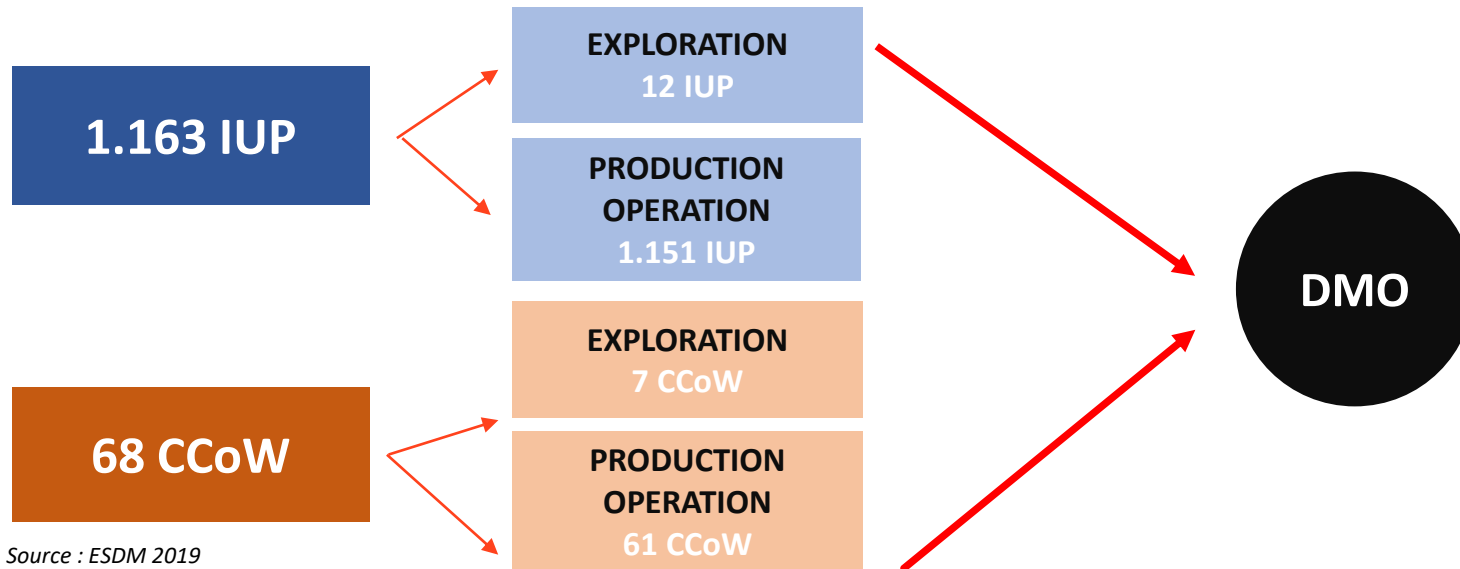 1.163 IUP
EXPLORATION
12 IUP
PRODUCTION
OPERATION
1.151 IUP
68 CCoW
EXPLORATION
7 CCoW
PRODUCTION
OPERATION
61 CCoW
DMO
Source : ESDM 2019